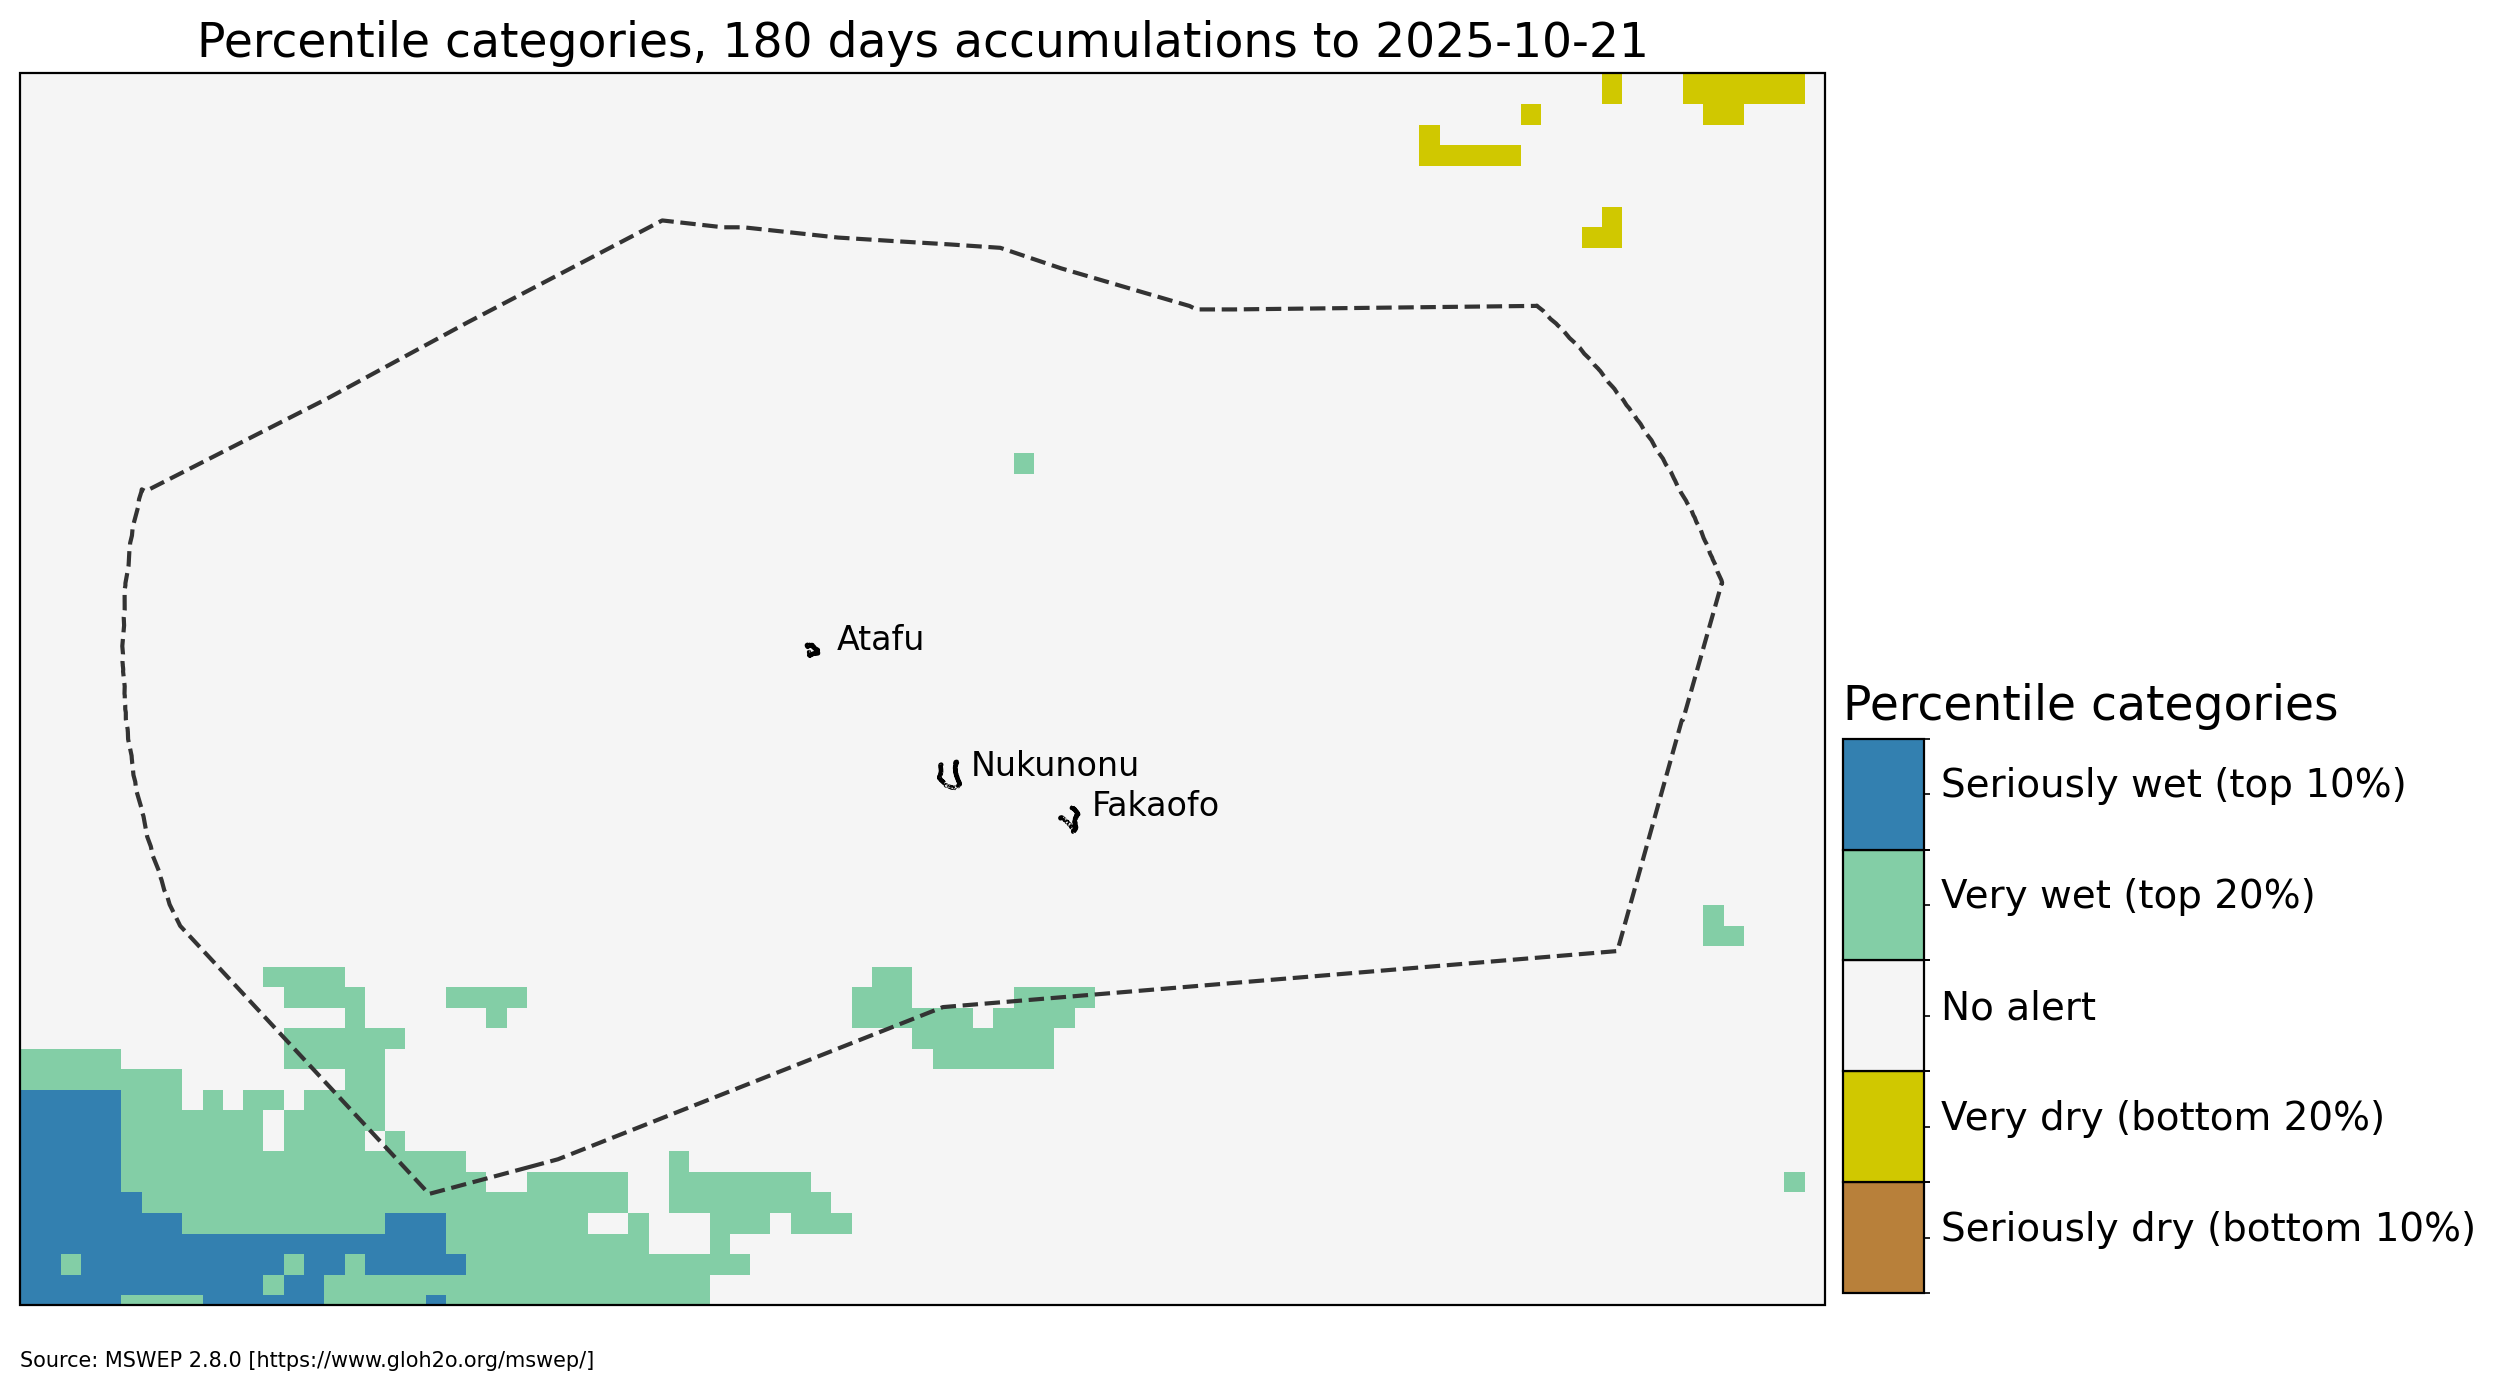 Percentile categories, 180 days accumulations to 2025-10-21
Atafu
Nukunonu
Fakaofo
Percentile categories
Seriously wet (top 10%)
Very wet (top 20%)
No alert
Very dry (bottom 20%)
Seriously dry (bottom 10%)
Source: MSWEP 2.8.0 [https://www.gloh2o.org/mswep/]